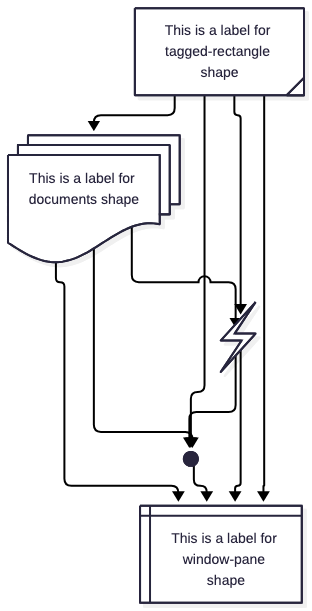 This is a label for
tagged-rectangle
shape
This is a label for
documents shape
This is a label for
window-pane
shape